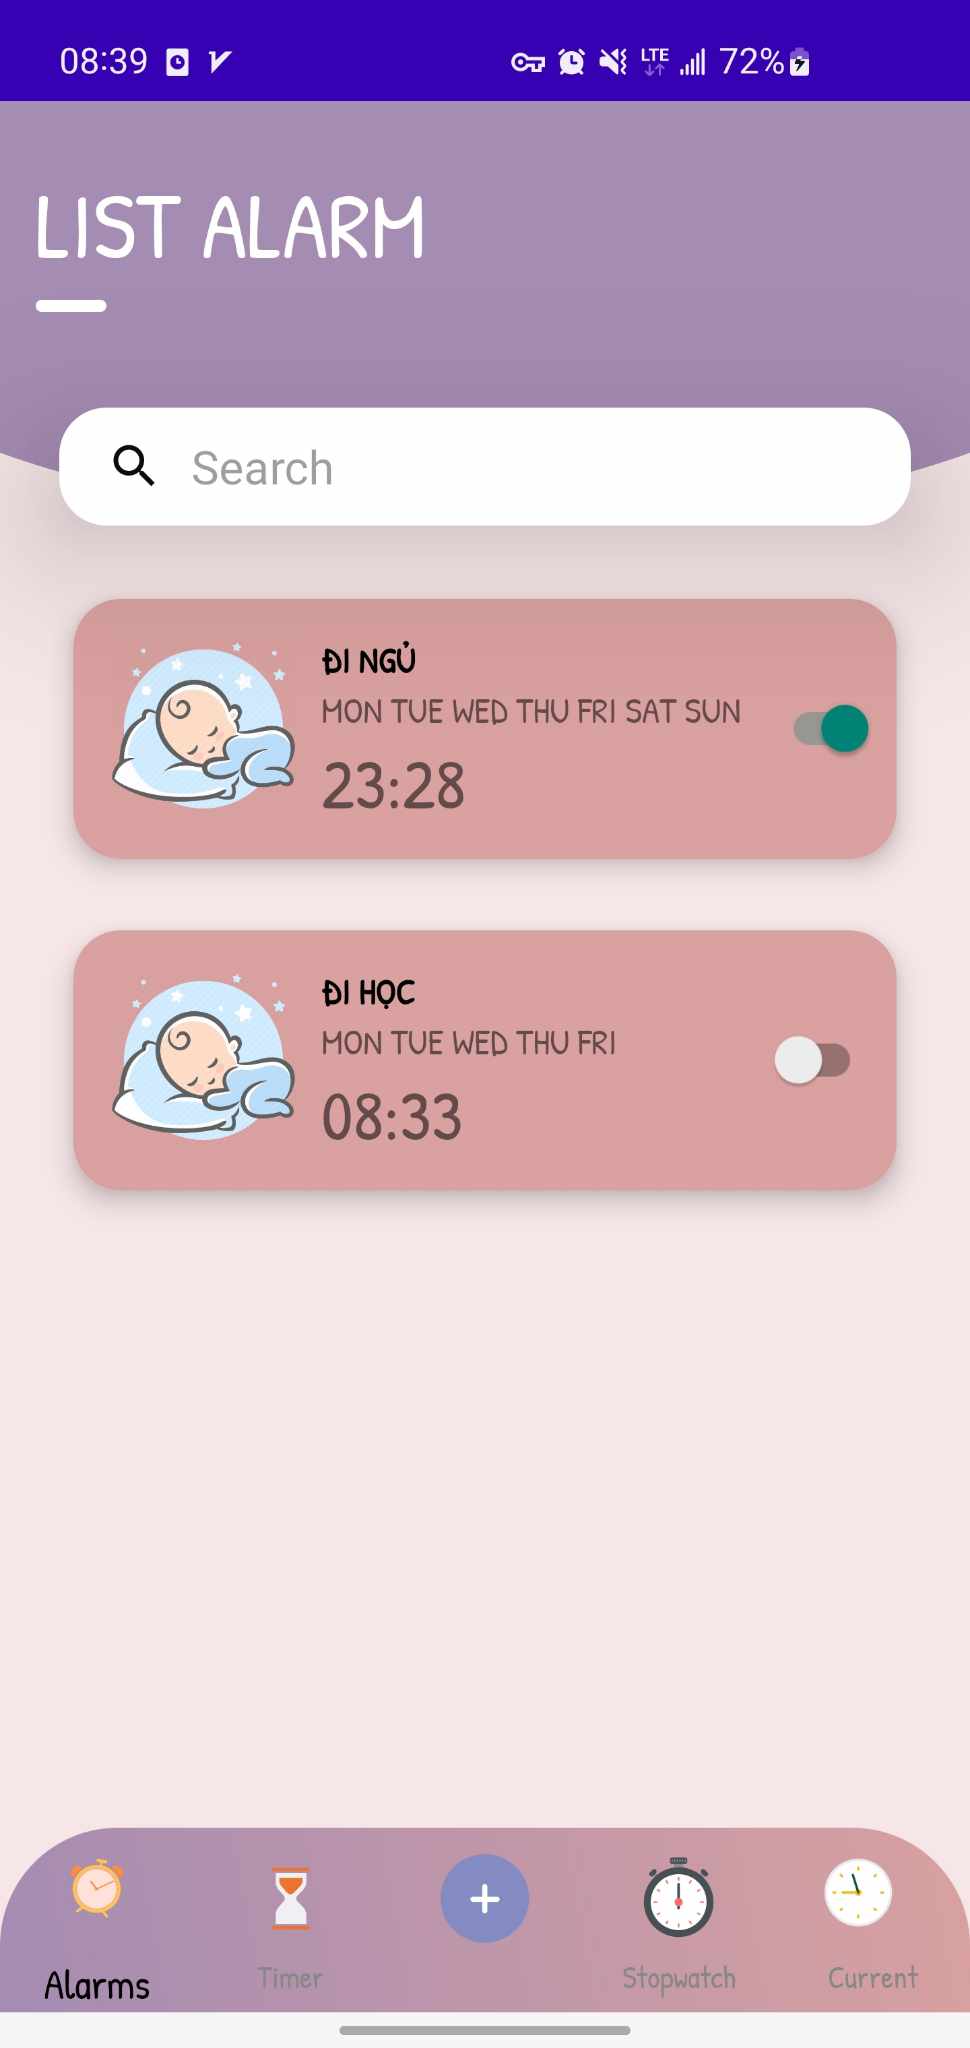 08:39 LTE 72%
LIST ALARM
Search
ĐI NGỦ
MON TUE WED THU FRI SAT SUN
23:28
ĐI HỌC
MON TUE WED THU FRI
08:33
Alarms Timer Stopwatch Current